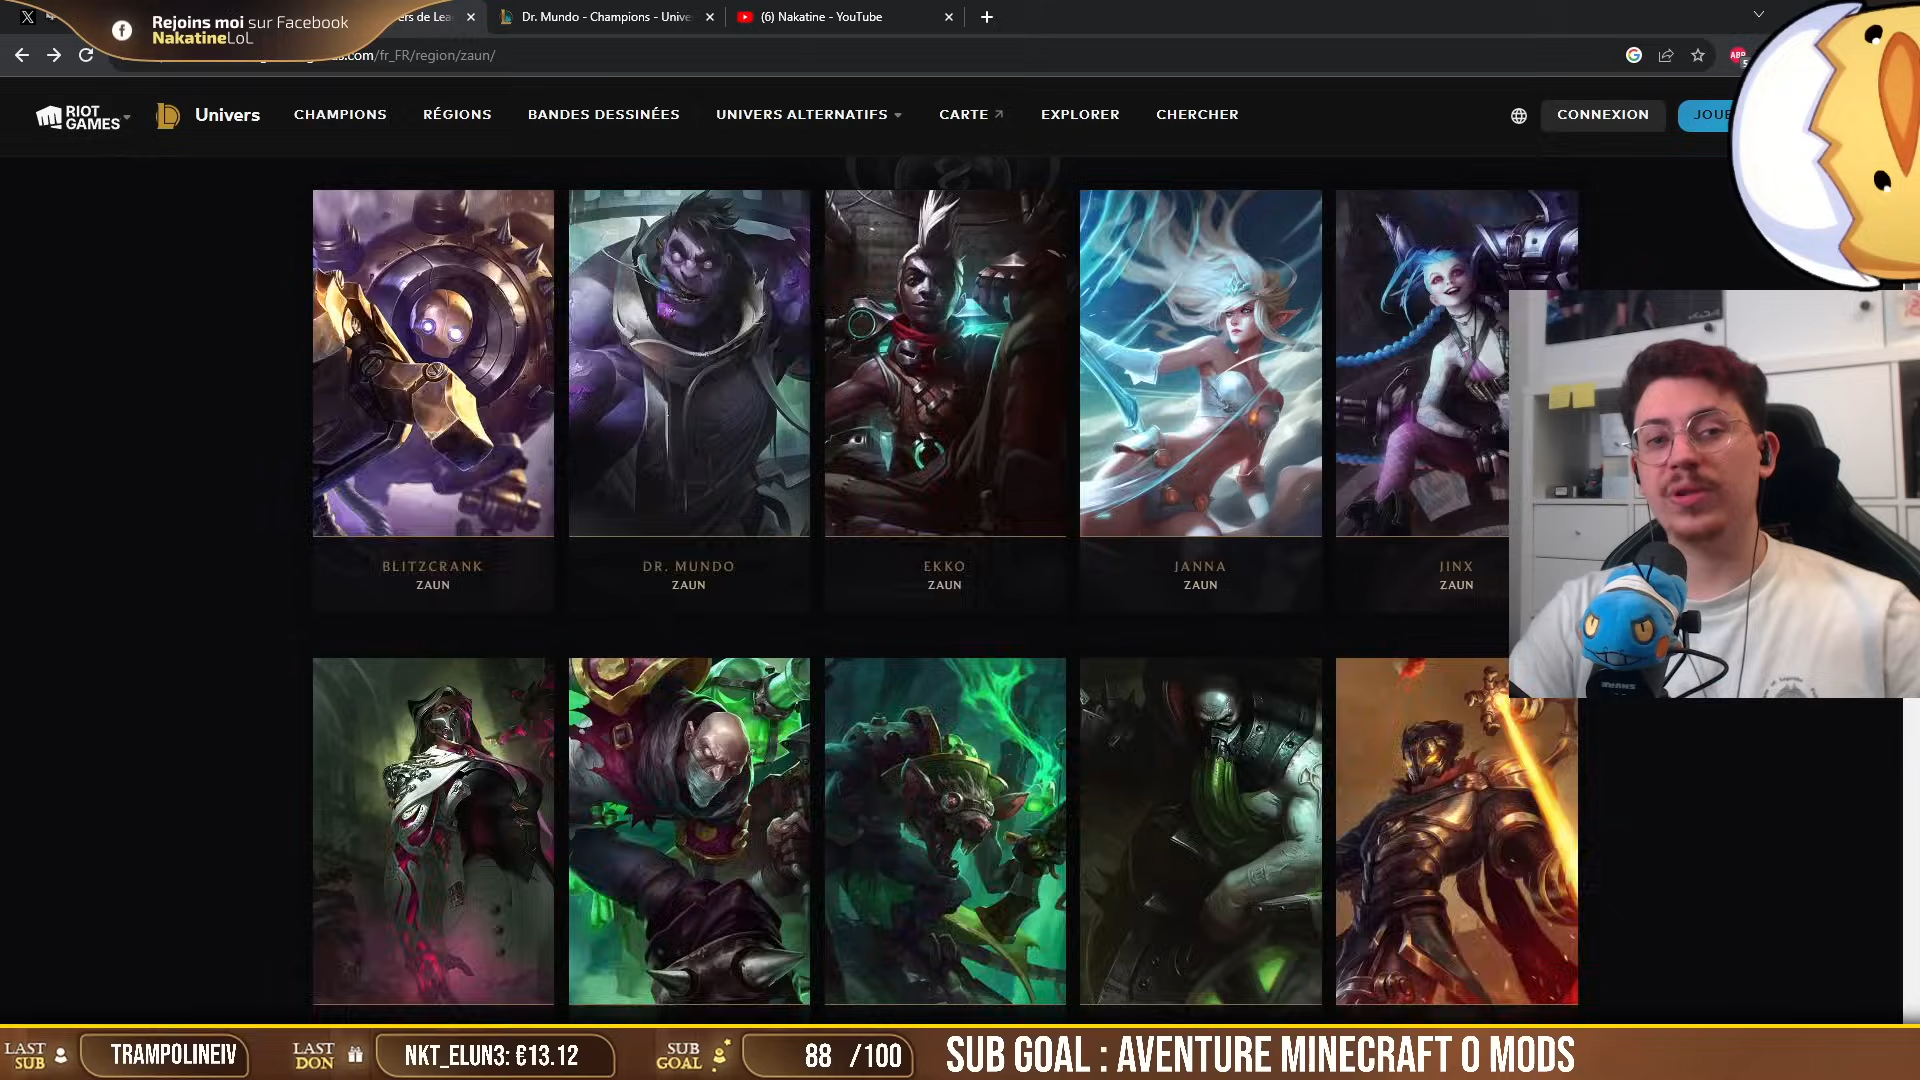 Rejoins moi sur Facebook
NakatineLoL
Dr. Mundo - Champions - Unive
(6) Nakatine - YouTube
.com/fr_FR/region/zaun/
ABP
RIOT
GAMES
Univers
CHAMPIONS
RÉGIONS
BANDES DESSINÉES
UNIVERS ALTERNATIFS
CARTE
EXPLORER
CHERCHER
CONNEXION
JOUE
BLITZCRANK
ZAUN
DR. MUNDO
ZAUN
EKKO
ZAUN
JANNA
ZAUN
JINX
ZAUN
SHURE
LAST
SUB
TRAMPOLINEIV
LAST
DON
NKT_ELUN3: €13.12
SUB
GOAL
88 /100
SUB GOAL : AVENTURE MINECRAFT 0 MODS